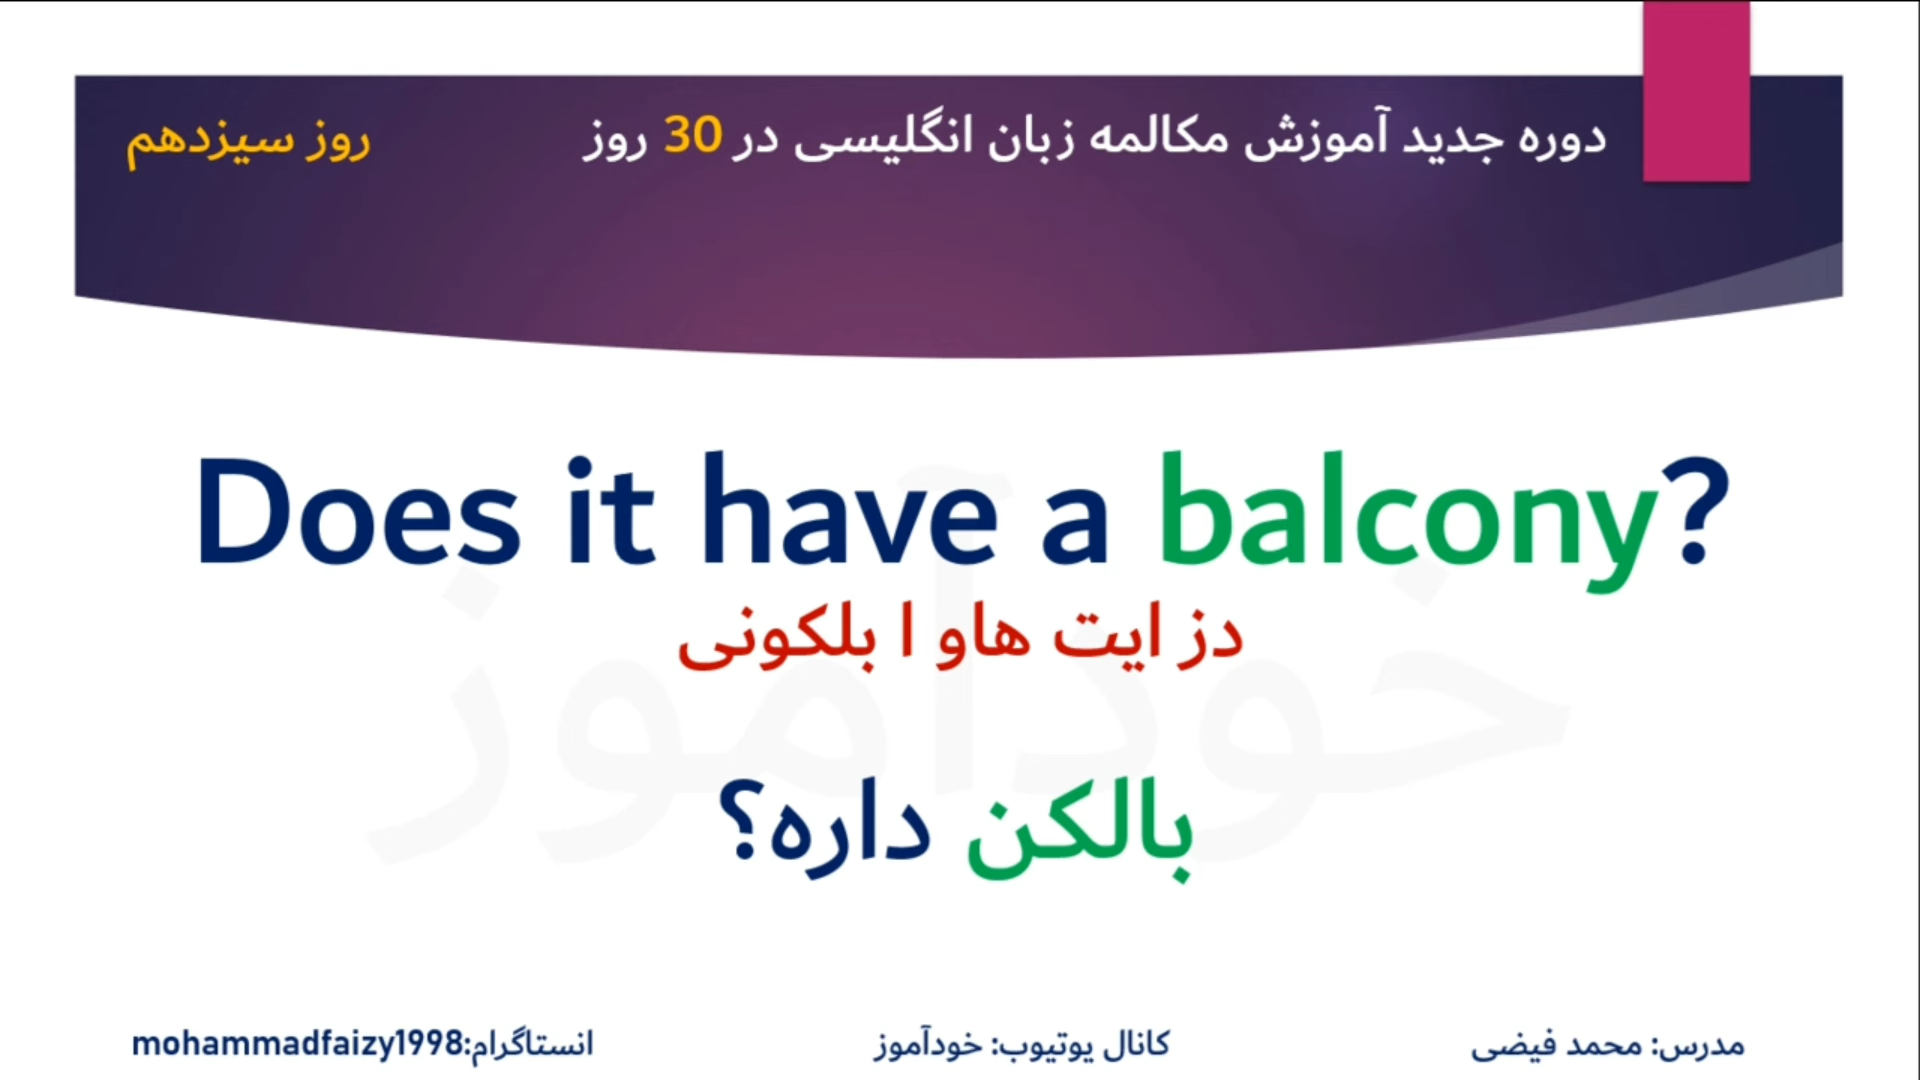 دوره جدید آموزش مکالمه زبان انگلیسی در 30 روز
روز سیزدهم
Does it have a balcony?
دز ایت هاو ا بلکونی
بالکن داره؟
خودآموز
مدرس: محمد فیضی
کانال یوتیوب: خودآموز
انستاگرام:mohammadfaizy1998